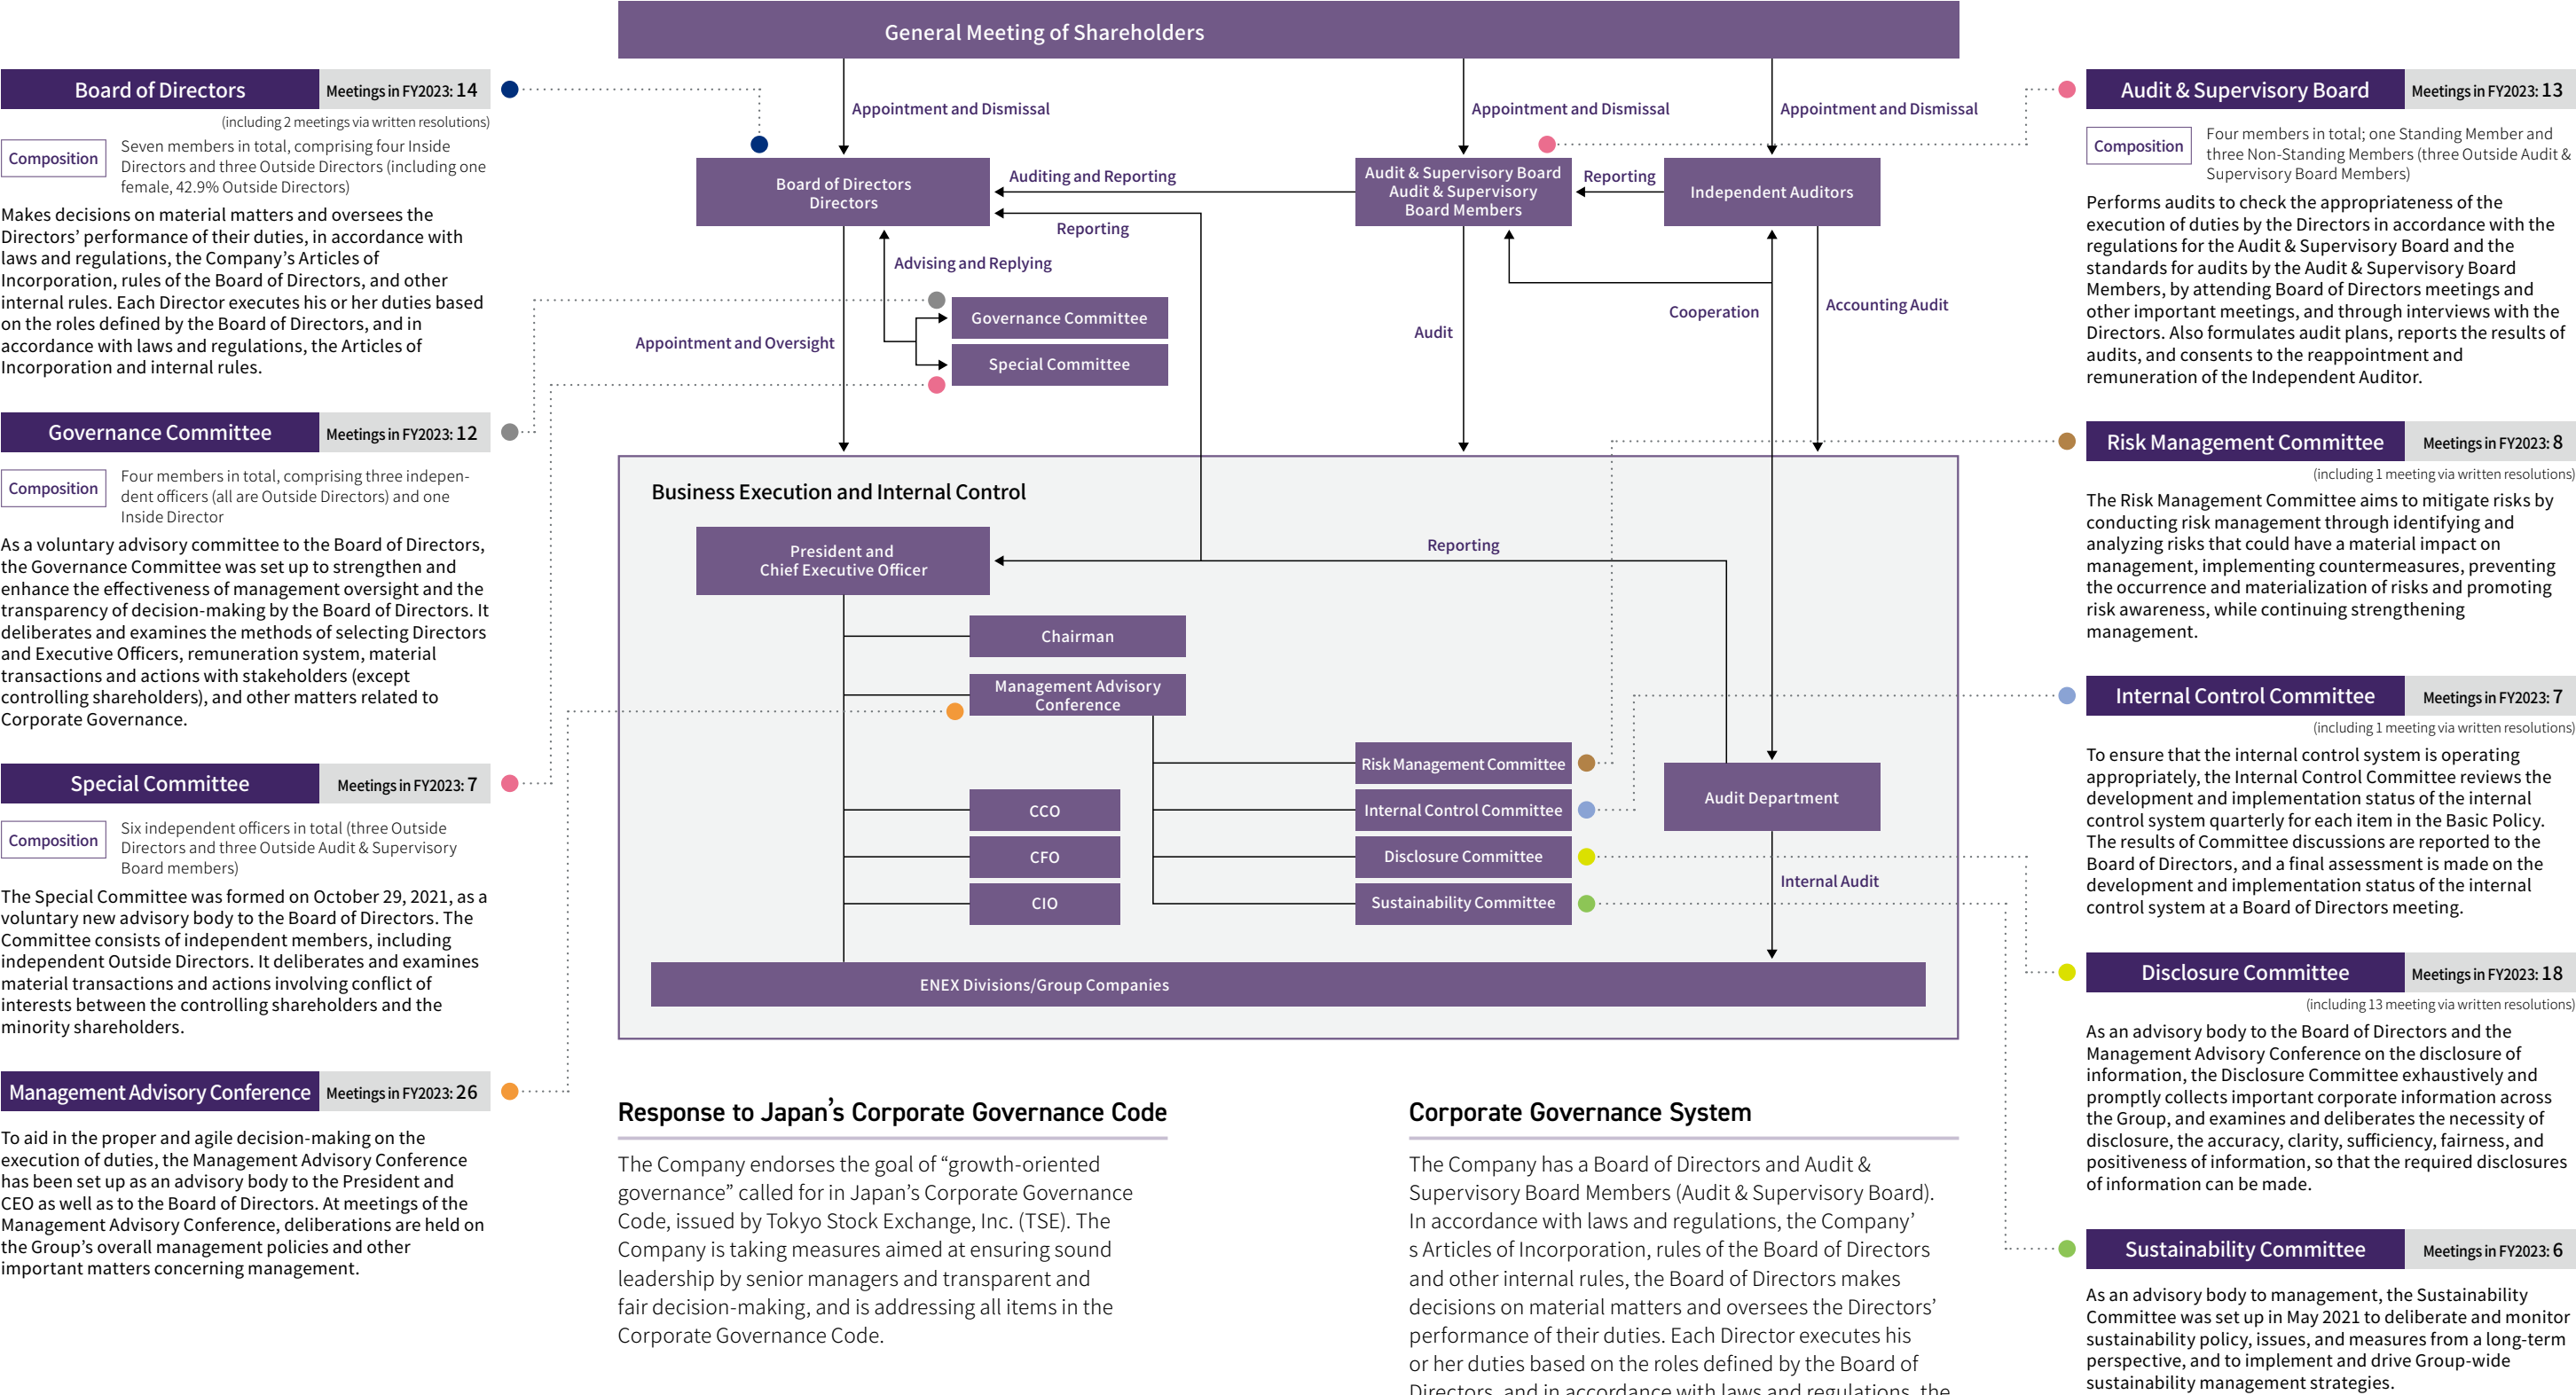 General Meeting of Shareholders
Board of Directors
Meetings in FY2023: 14
(including 2 meetings via written resolutions)
Composition
Seven members in total, comprising four Inside
Directors and three Outside Directors (including one
female, 42.9% Outside Directors)
Makes decisions on material matters and oversees the
Directors’ performance of their duties, in accordance with
laws and regulations, the Company’s Articles of
Incorporation, rules of the Board of Directors, and other
internal rules. Each Director executes his or her duties based
on the roles defined by the Board of Directors, and in
accordance with laws and regulations, the Articles of
Incorporation and internal rules.
Governance Committee
Meetings in FY2023: 12
Composition
Four members in total, comprising three indepen-
dent officers (all are Outside Directors) and one
Inside Director
As a voluntary advisory committee to the Board of Directors,
the Governance Committee was set up to strengthen and
enhance the effectiveness of management oversight and the
transparency of decision-making by the Board of Directors. It
deliberates and examines the methods of selecting Directors
and Executive Officers, remuneration system, material
transactions and actions with stakeholders (except
controlling shareholders), and other matters related to
Corporate Governance.
Special Committee
Meetings in FY2023: 7
Composition
Six independent officers in total (three Outside
Directors and three Outside Audit & Supervisory
Board members)
The Special Committee was formed on October 29, 2021, as a
voluntary new advisory body to the Board of Directors. The
Committee consists of independent members, including
independent Outside Directors. It deliberates and examines
material transactions and actions involving conflict of
interests between the controlling shareholders and the
minority shareholders.
Management Advisory Conference
Meetings in FY2023: 26
To aid in the proper and agile decision-making on the
execution of duties, the Management Advisory Conference
has been set up as an advisory body to the President and
CEO as well as to the Board of Directors. At meetings of the
Management Advisory Conference, deliberations are held on
the Group’s overall management policies and other
important matters concerning management.
Appointment and Dismissal
Appointment and Dismissal
Appointment and Dismissal
Board of Directors
Directors
Auditing and Reporting
Audit & Supervisory Board
Audit & Supervisory
Board Members
Reporting
Independent Auditors
Reporting
Advising and Replying
Governance Committee
Special Committee
Appointment and Oversight
Audit
Cooperation
Accounting Audit
Business Execution and Internal Control
President and
Chief Executive Officer
Reporting
Chairman
Management Advisory
Conference
CCO
CFO
CIO
Risk Management Committee
Internal Control Committee
Disclosure Committee
Sustainability Committee
Audit Department
Internal Audit
ENEX Divisions/Group Companies
Response to Japan’s Corporate Governance Code
The Company endorses the goal of “growth-oriented
governance” called for in Japan’s Corporate Governance
Code, issued by Tokyo Stock Exchange, Inc. (TSE). The
Company is taking measures aimed at ensuring sound
leadership by senior managers and transparent and
fair decision-making, and is addressing all items in the
Corporate Governance Code.
Corporate Governance System
The Company has a Board of Directors and Audit &
Supervisory Board Members (Audit & Supervisory Board).
In accordance with laws and regulations, the Company’
s Articles of Incorporation, rules of the Board of Directors
and other internal rules, the Board of Directors makes
decisions on material matters and oversees the Directors’
performance of their duties. Each Director executes his
or her duties based on the roles defined by the Board of
Directors, and in accordance with laws and regulations, the
Audit & Supervisory Board
Meetings in FY2023: 13
Composition
Four members in total; one Standing Member and
three Non-Standing Members (three Outside Audit &
Supervisory Board Members)
Performs audits to check the appropriateness of the
execution of duties by the Directors in accordance with the
regulations for the Audit & Supervisory Board and the
standards for audits by the Audit & Supervisory Board
Members, by attending Board of Directors meetings and
other important meetings, and through interviews with the
Directors. Also formulates audit plans, reports the results of
audits, and consents to the reappointment and
remuneration of the Independent Auditor.
Risk Management Committee
Meetings in FY2023: 8
(including 1 meeting via written resolutions)
The Risk Management Committee aims to mitigate risks by
conducting risk management through identifying and
analyzing risks that could have a material impact on
management, implementing countermeasures, preventing
the occurrence and materialization of risks and promoting
risk awareness, while continuing strengthening
management.
Internal Control Committee
Meetings in FY2023: 7
(including 1 meeting via written resolutions)
To ensure that the internal control system is operating
appropriately, the Internal Control Committee reviews the
development and implementation status of the internal
control system quarterly for each item in the Basic Policy.
The results of Committee discussions are reported to the
Board of Directors, and a final assessment is made on the
development and implementation status of the internal
control system at a Board of Directors meeting.
Disclosure Committee
Meetings in FY2023: 18
(including 13 meeting via written resolutions)
As an advisory body to the Board of Directors and the
Management Advisory Conference on the disclosure of
information, the Disclosure Committee exhaustively and
promptly collects important corporate information across
the Group, and examines and deliberates the necessity of
disclosure, the accuracy, clarity, sufficiency, fairness, and
positiveness of information, so that the required disclosures
of information can be made.
Sustainability Committee
Meetings in FY2023: 6
As an advisory body to management, the Sustainability
Committee was set up in May 2021 to deliberate and monitor
sustainability policy, issues, and measures from a long-term
perspective, and to implement and drive Group-wide
sustainability management strategies.